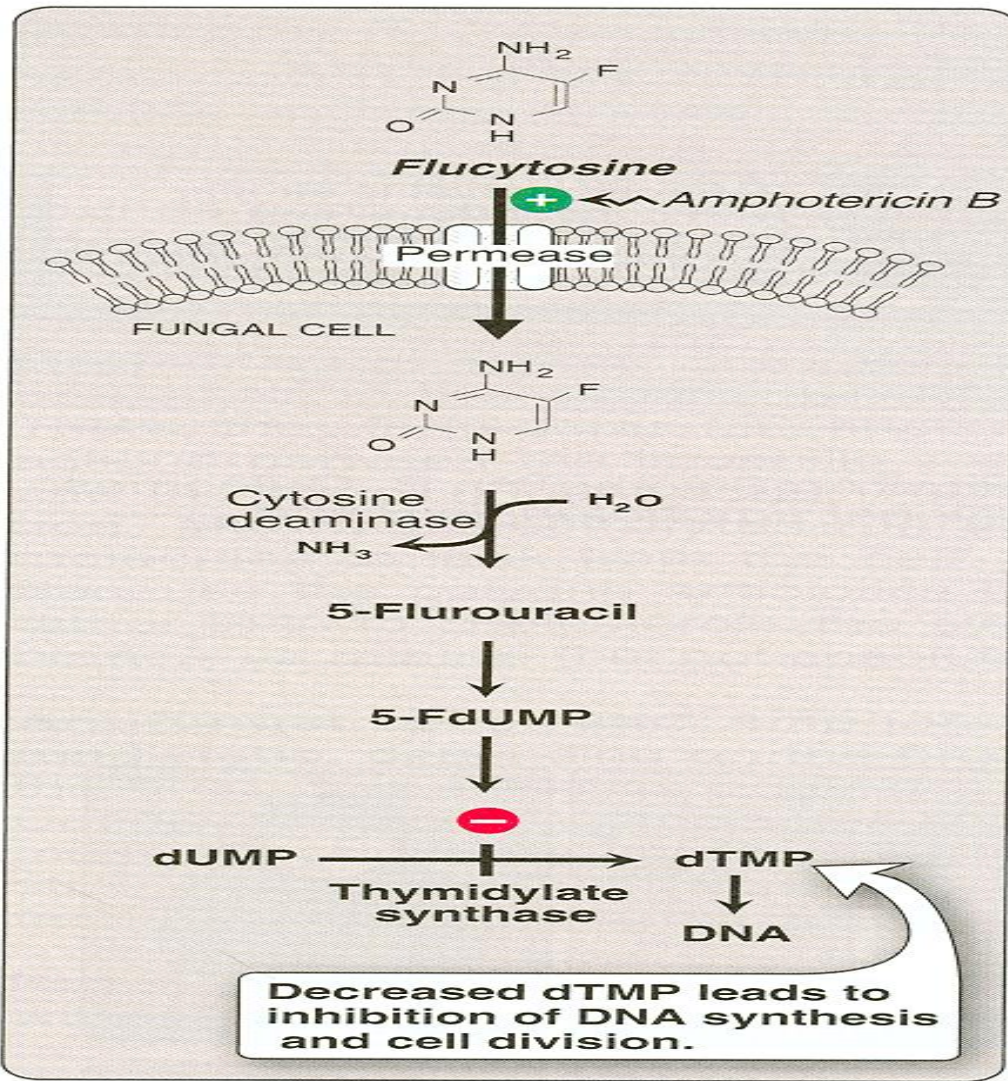 NH2
F
N
O
N
H
Flucytosine
+
Amphotericin B
Permease
FUNGAL CELL
NH2
F
N
O
N
H
Cytosine
deaminase
H2O
NH3
5-Flurouracil
5-FdUMP
−
dUMP
dTMP
Thymidylate
synthase
DNA
Decreased dTMP leads to
inhibition of DNA synthesis
and cell division.